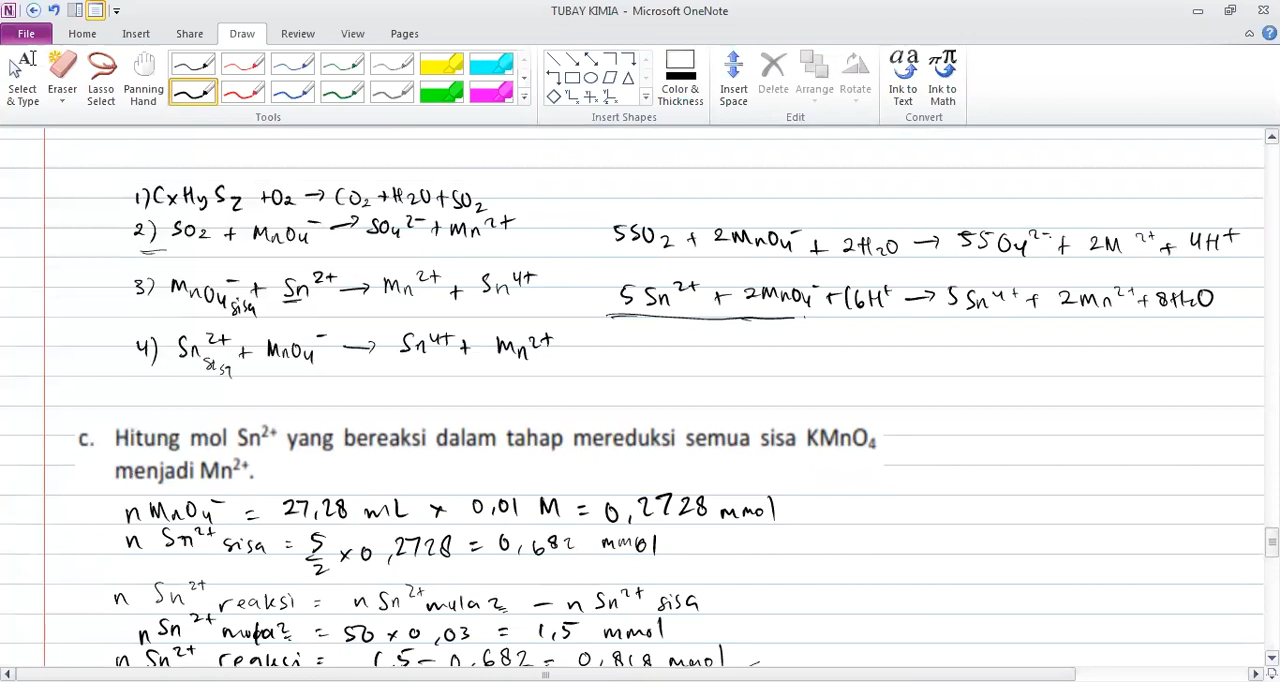 TUBAY KIMIA - Microsoft OneNote
File Home Insert Share Draw Review View Pages
Select & Type Eraser Lasso Select Panning Hand Color & Thickness Insert Space Delete Arrange Rotate Ink to Text Ink to Math
Tools Insert Shapes Edit Convert
1) CxHySz + O2 → CO2 + H2O + SO2
2) SO2 + MnO4⁻ → SO4²⁻ + Mn²⁺
5SO2 + 2MnO4⁻ + 2H2O → 5SO4²⁻ + 2M²⁺ + 4H⁺
3) MnO4⁻ sisa + Sn²⁺ → Mn²⁺ + Sn⁴⁺
5 Sn²⁺ + 2MnO4⁻ + 16H⁺ → 5Sn⁴⁺ + 2Mn²⁺ + 8H2O
4) Sn²⁺ sisa + MnO4⁻ → Sn⁴⁺ + Mn²⁺
c. Hitung mol Sn²⁺ yang bereaksi dalam tahap mereduksi semua sisa KMnO₄
menjadi Mn²⁺.
n MnO4⁻ = 27,28 mL × 0,01 M = 0,2728 mmol
n Sn²⁺ sisa = 5/2 × 0,2728 = 0,682 mmol
n Sn²⁺ reaksi = n Sn²⁺ mula2 – n Sn²⁺ sisa
n Sn²⁺ mula2 = 50 × 0,03 = 1,5 mmol
n Sn²⁺ reaksi = 1,5 – 0,682 = 0,818 mmol